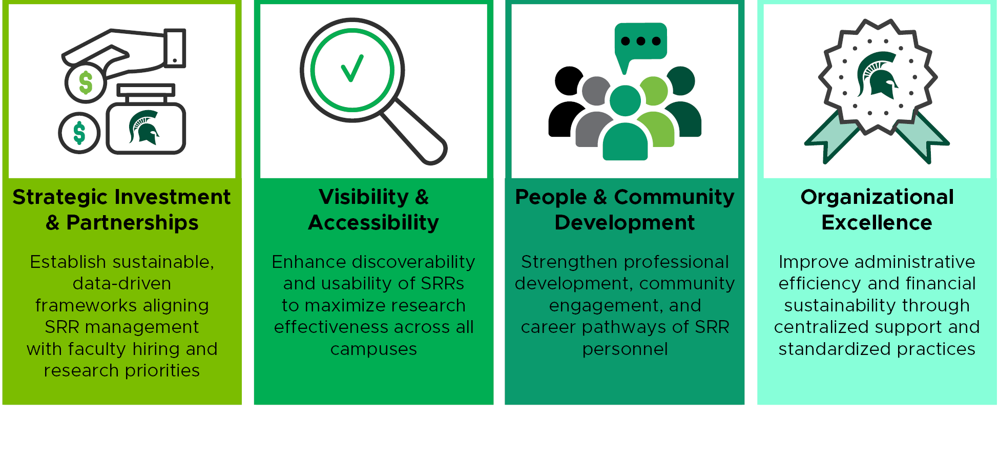 Strategic Investment
& Partnerships
Establish sustainable,
data-driven
frameworks aligning
SRR management
with faculty hiring and
research priorities
Visibility &
Accessibility
Enhance discoverability
and usability of SRRs
to maximize research
effectiveness across all
campuses
People & Community
Development
Strengthen professional
development, community
engagement, and
career pathways of SRR
personnel
Organizational
Excellence
Improve administrative
efficiency and financial
sustainability through
centralized support and
standardized practices